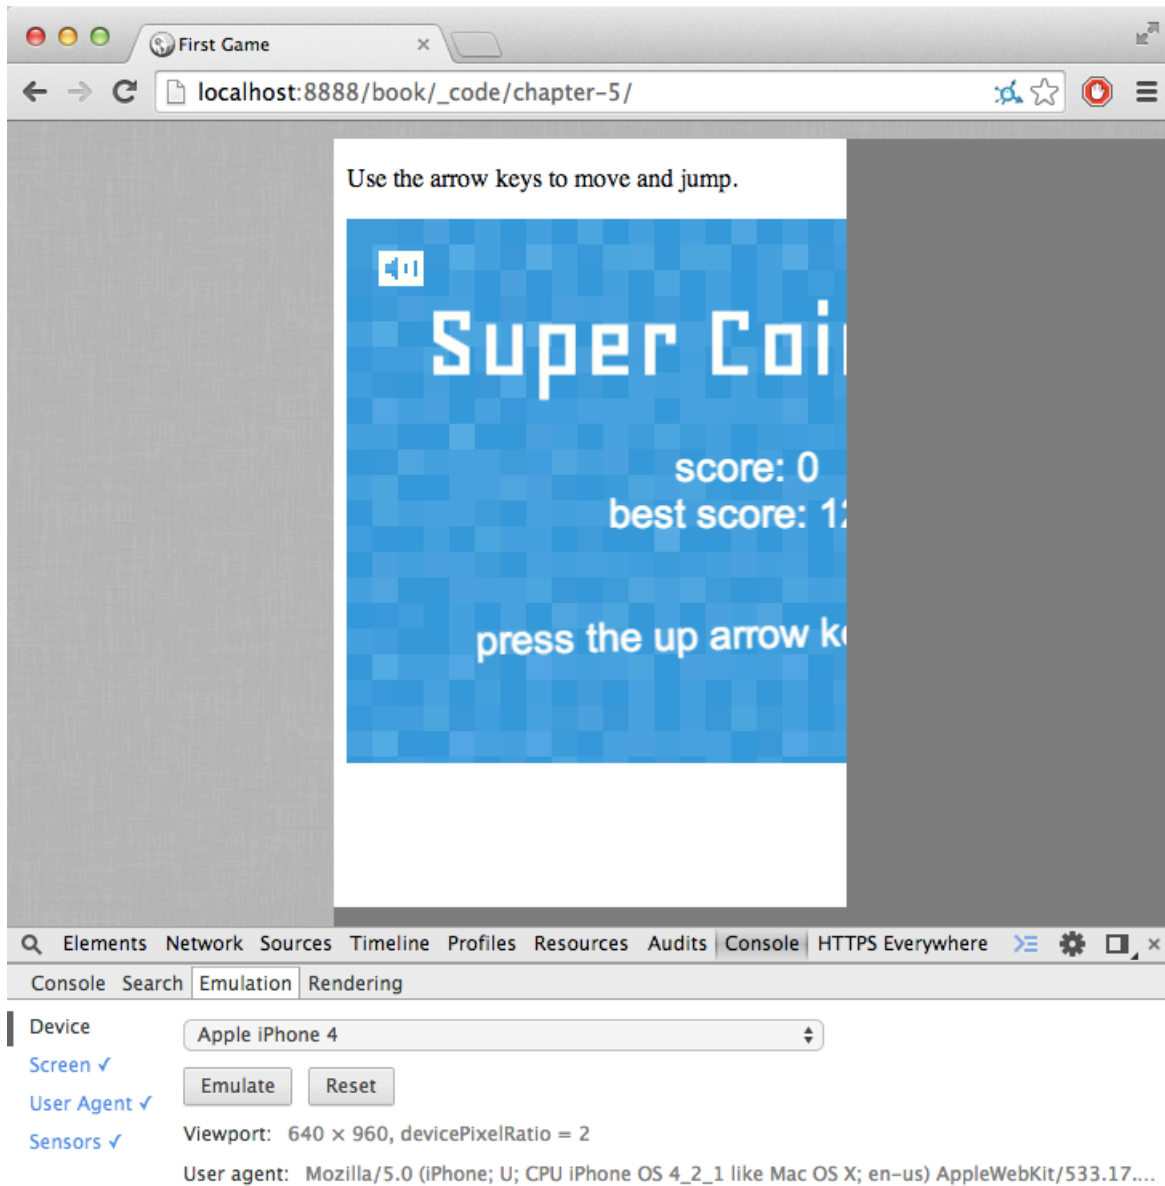 First Game
localhost:8888/book/_code/chapter-5/
Use the arrow keys to move and jump.
Super Coi
score: 0
best score: 12
press the up arrow k
Elements Network Sources Timeline Profiles Resources Audits Console HTTPS Everywhere
Console Search Emulation Rendering
Device
Apple iPhone 4
Screen ✓
Emulate Reset
User Agent ✓
Viewport: 640 × 960, devicePixelRatio = 2
Sensors ✓
User agent: Mozilla/5.0 (iPhone; U; CPU iPhone OS 4_2_1 like Mac OS X; en-us) AppleWebKit/533.17....